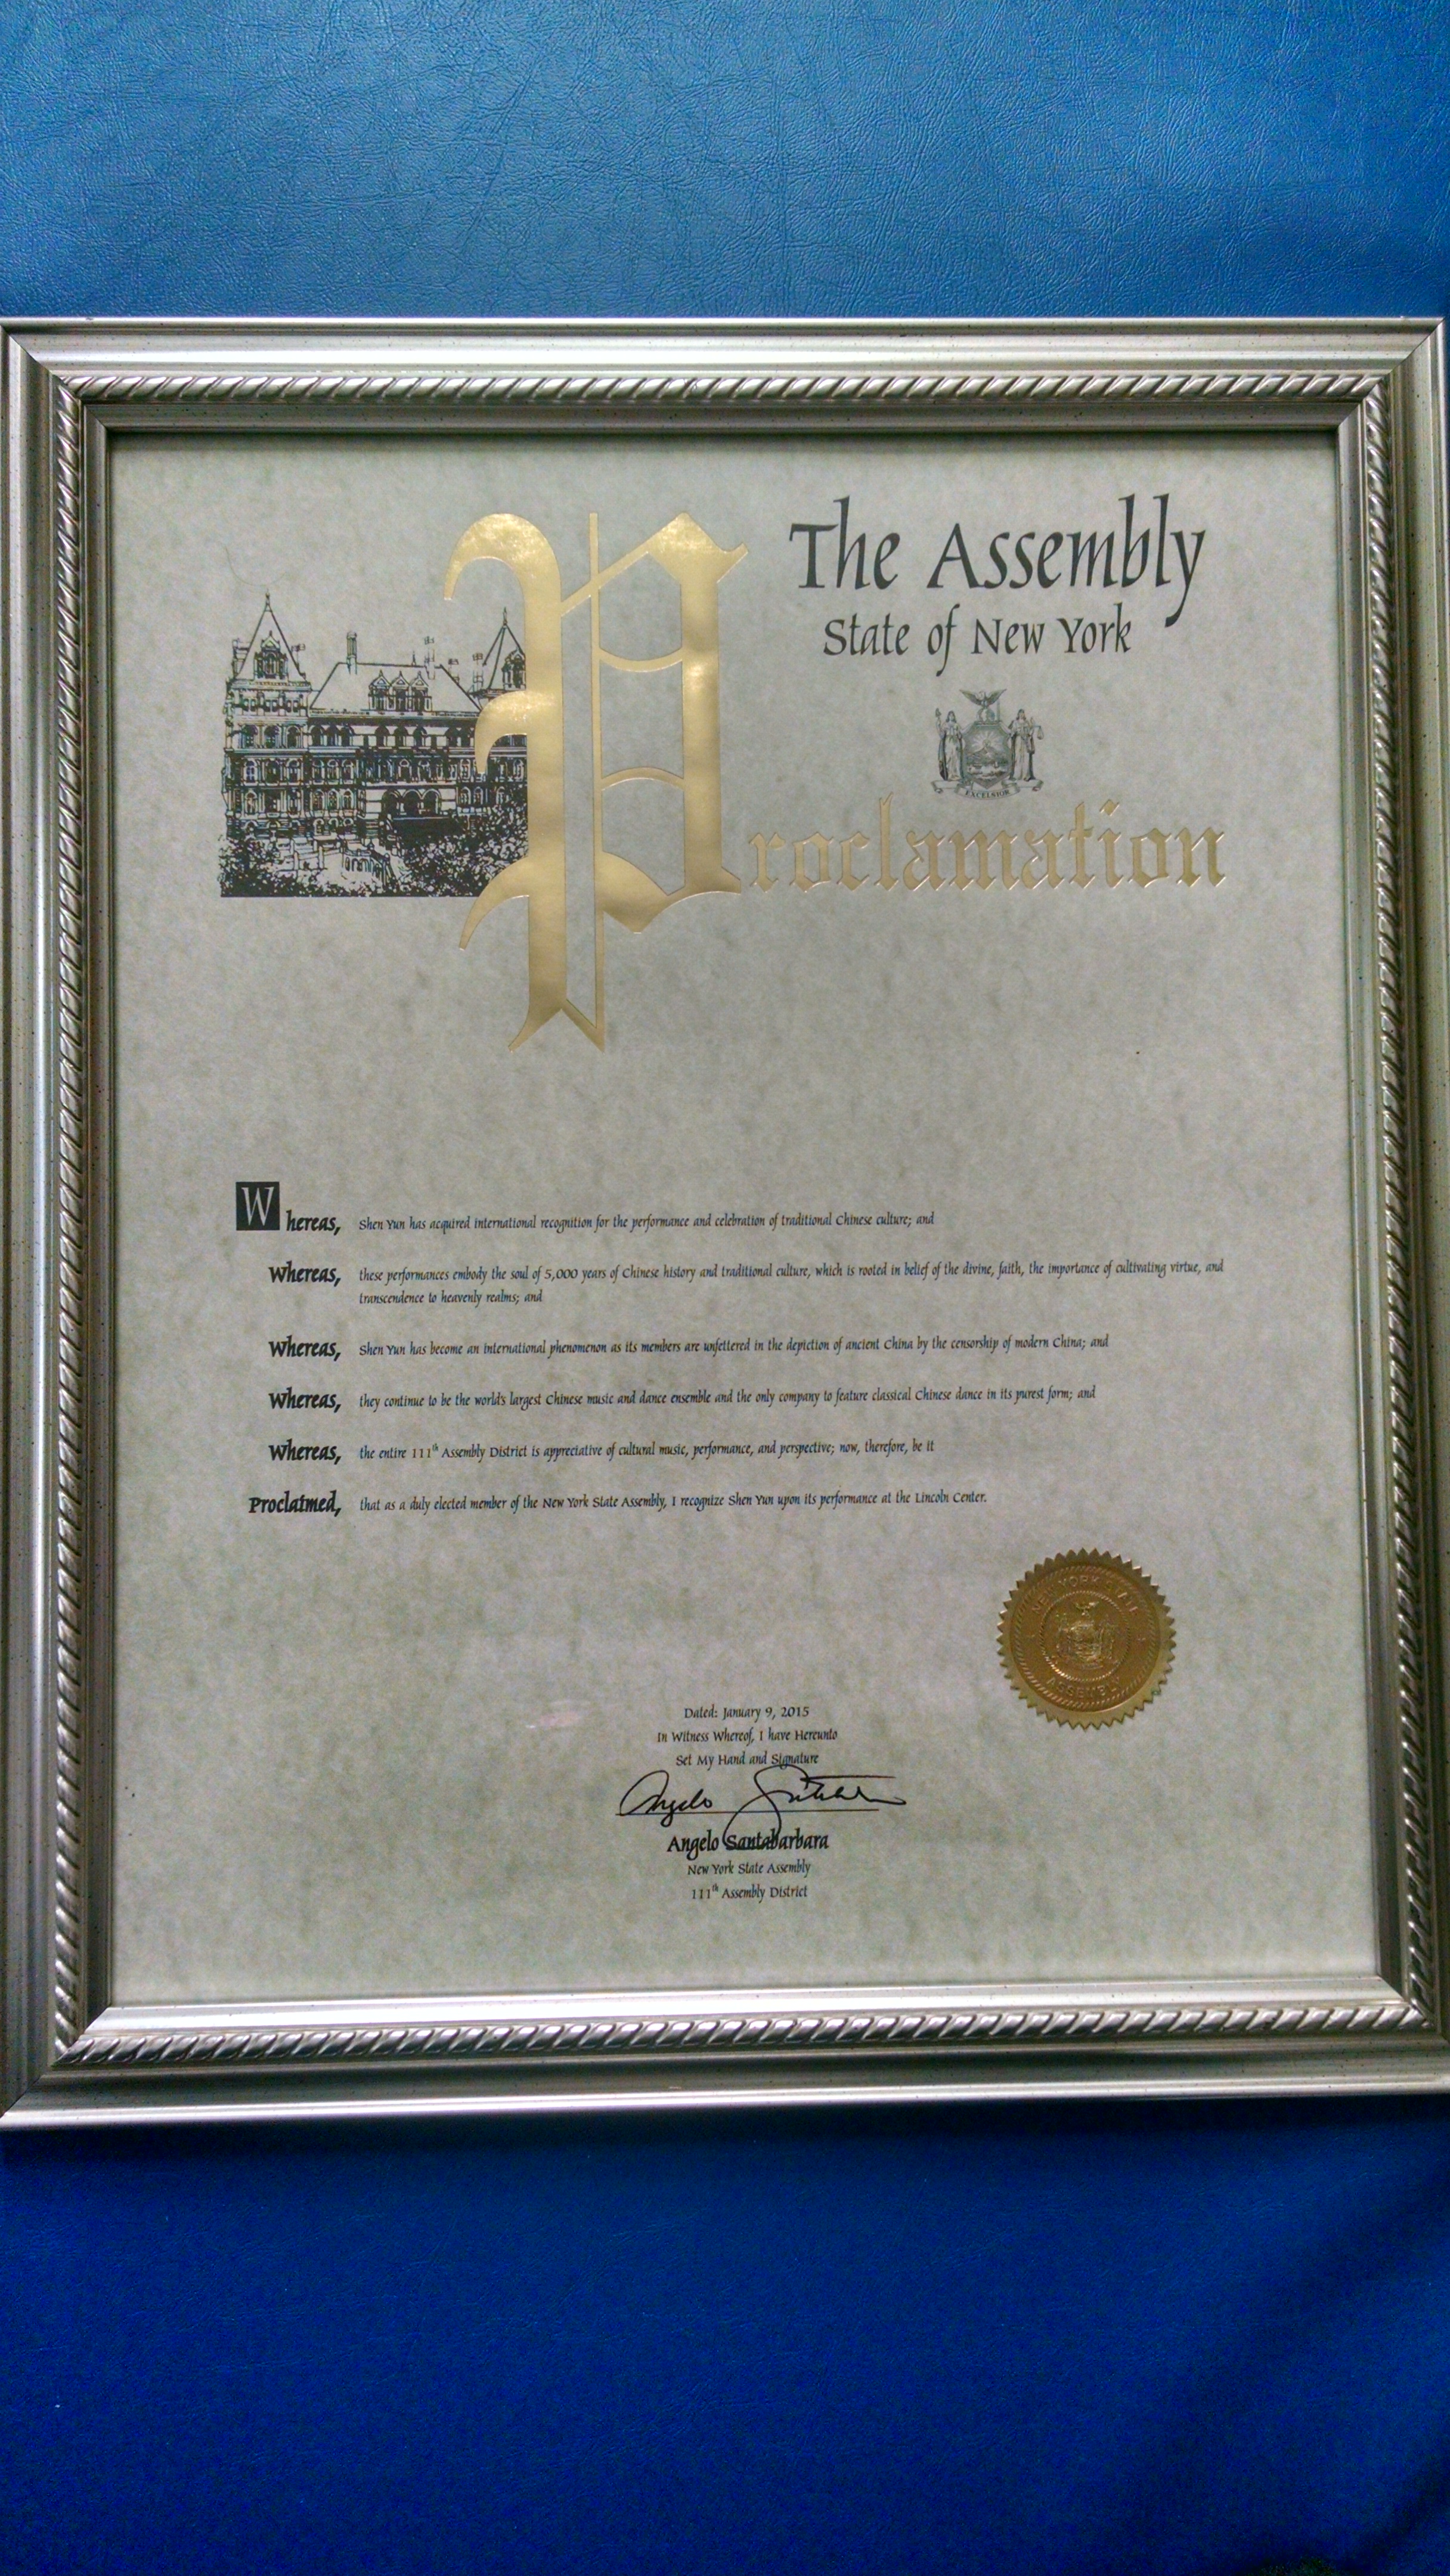 The Assembly
State of New York
EXCELSIOR
Proclamation
Whereas, Shen Yun has acquired international recognition for the performance and celebration of traditional Chinese culture; and
Whereas, these performances embody the soul of 5,000 years of Chinese history and traditional culture, which is rooted in belief of the divine, faith, the importance of cultivating virtue, and
transcendence to heavenly realms; and
Whereas, Shen Yun has become an international phenomenon as its members are unfettered in the depiction of ancient China by the censorship of modern China; and
Whereas, they continue to be the world's largest Chinese music and dance ensemble and the only company to feature classical Chinese dance in its purest form; and
Whereas, the entire 111th Assembly District is appreciative of cultural music, performance, and perspective; now, therefore, be it
Proclaimed, that as a duly elected member of the New York State Assembly, I recognize Shen Yun upon its performance at the Lincoln Center.
NEW YORK STATE
ASSEMBLY
Dated: January 9, 2015
In Witness Whereof, I have Hereunto
Set My Hand and Signature
Angelo Santabarbara
Angelo Santabarbara
New York State Assembly
111th Assembly District